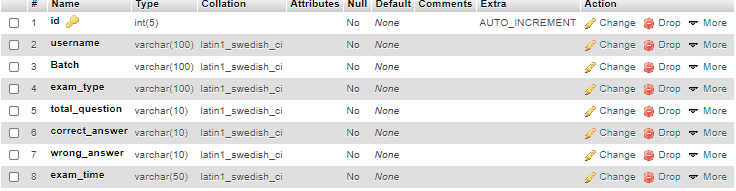 # Name Type Collation Attributes Null Default Comments Extra Action
1 id int(5) No None AUTO_INCREMENT Change Drop More
2 username varchar(100) latin1_swedish_ci No None Change Drop More
3 Batch varchar(100) latin1_swedish_ci No None Change Drop More
4 exam_type varchar(100) latin1_swedish_ci No None Change Drop More
5 total_question varchar(10) latin1_swedish_ci No None Change Drop More
6 correct_answer varchar(10) latin1_swedish_ci No None Change Drop More
7 wrong_answer varchar(10) latin1_swedish_ci No None Change Drop More
8 exam_time varchar(50) latin1_swedish_ci No None Change Drop More